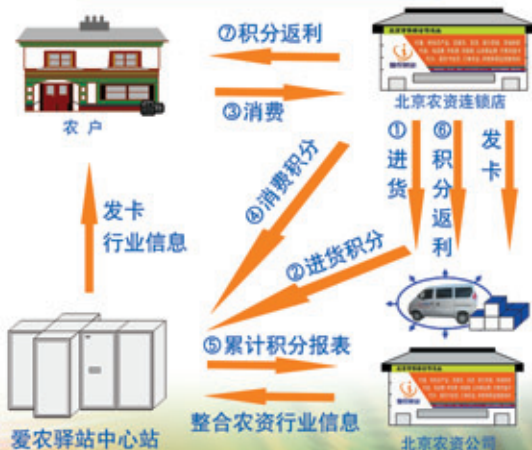 ⑦积分返利
③消费
农户
北京农资连锁店
①进货
⑥积分返利
发卡
④消费积分
②进货积分
发卡
行业信息
⑤累计积分报表
整合农资行业信息
爱农驿站中心站
北京农资公司